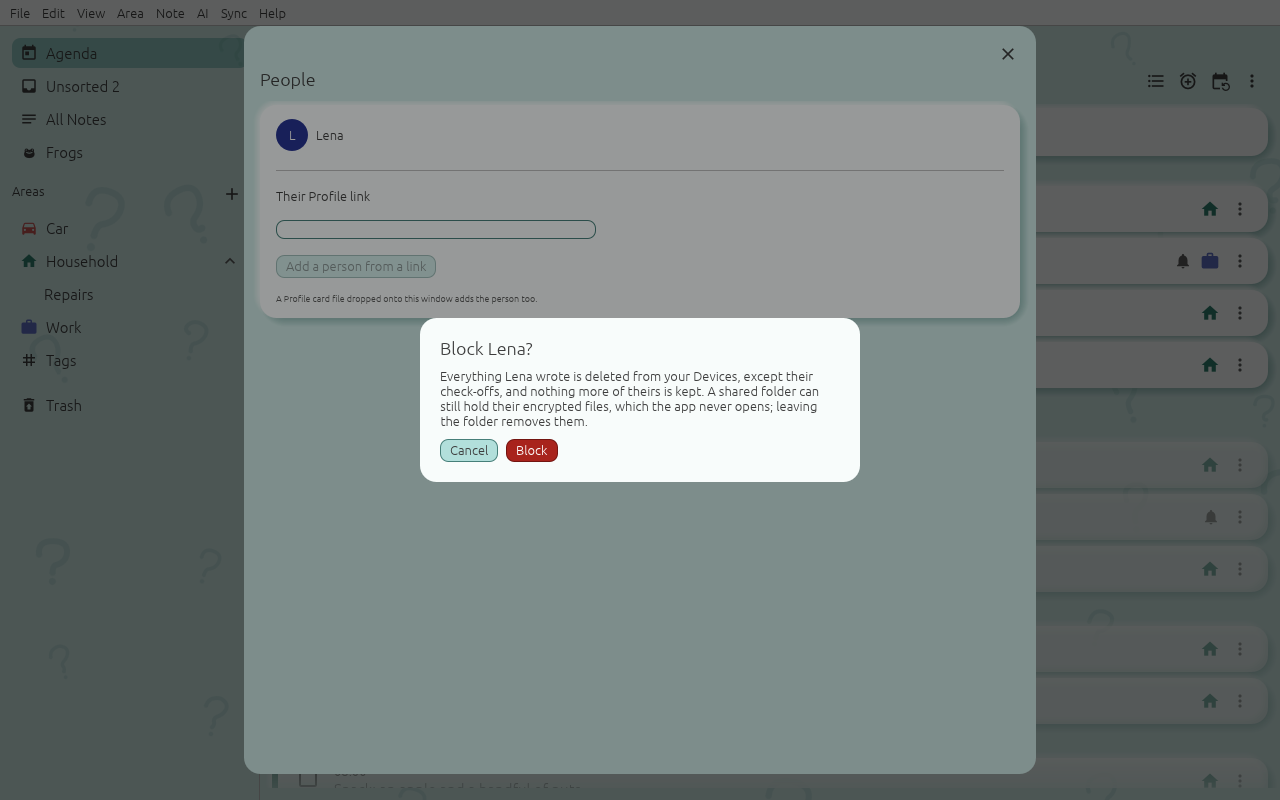 File Edit View Area Note AI Sync Help
Agenda
Unsorted 2
All Notes
Frogs
Areas
Car
Household
Repairs
Work
Tags
Trash
People
L Lena
Their Profile link
Add a person from a link
A Profile card file dropped onto this window adds the person too.
Block Lena?
Everything Lena wrote is deleted from your Devices, except their
check-offs, and nothing more of theirs is kept. A shared folder can
still hold their encrypted files, which the app never opens; leaving
the folder removes them.
Cancel Block